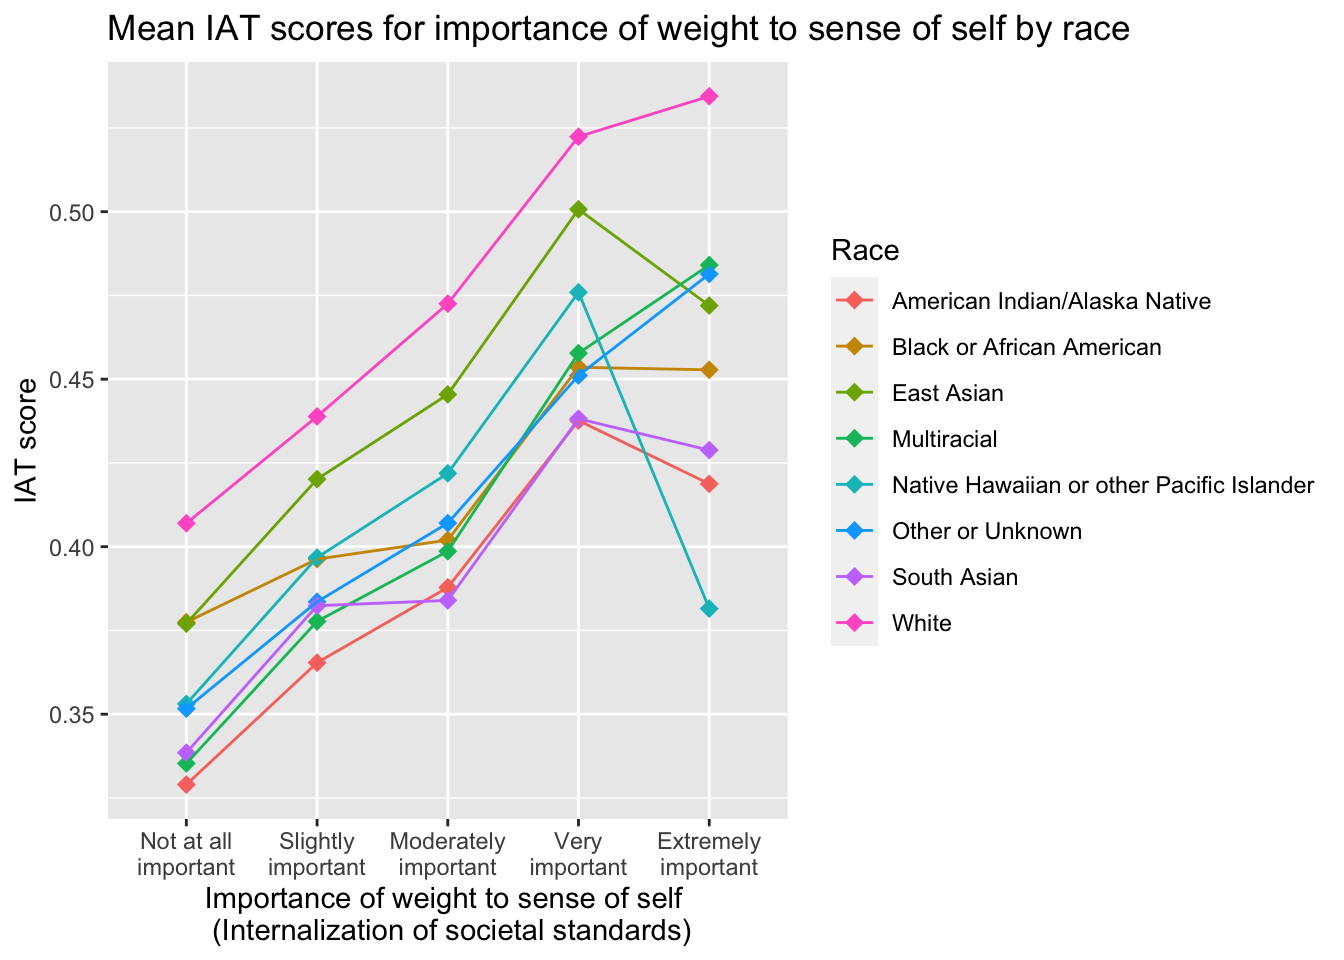 Mean IAT scores for importance of weight to sense of self by race
IAT score
0.50
0.45
0.40
0.35
Not at all
important
Slightly
important
Moderately
important
Very
important
Extremely
important
Importance of weight to sense of self
(Internalization of societal standards)
Race
American Indian/Alaska Native
Black or African American
East Asian
Multiracial
Native Hawaiian or other Pacific Islander
Other or Unknown
South Asian
White